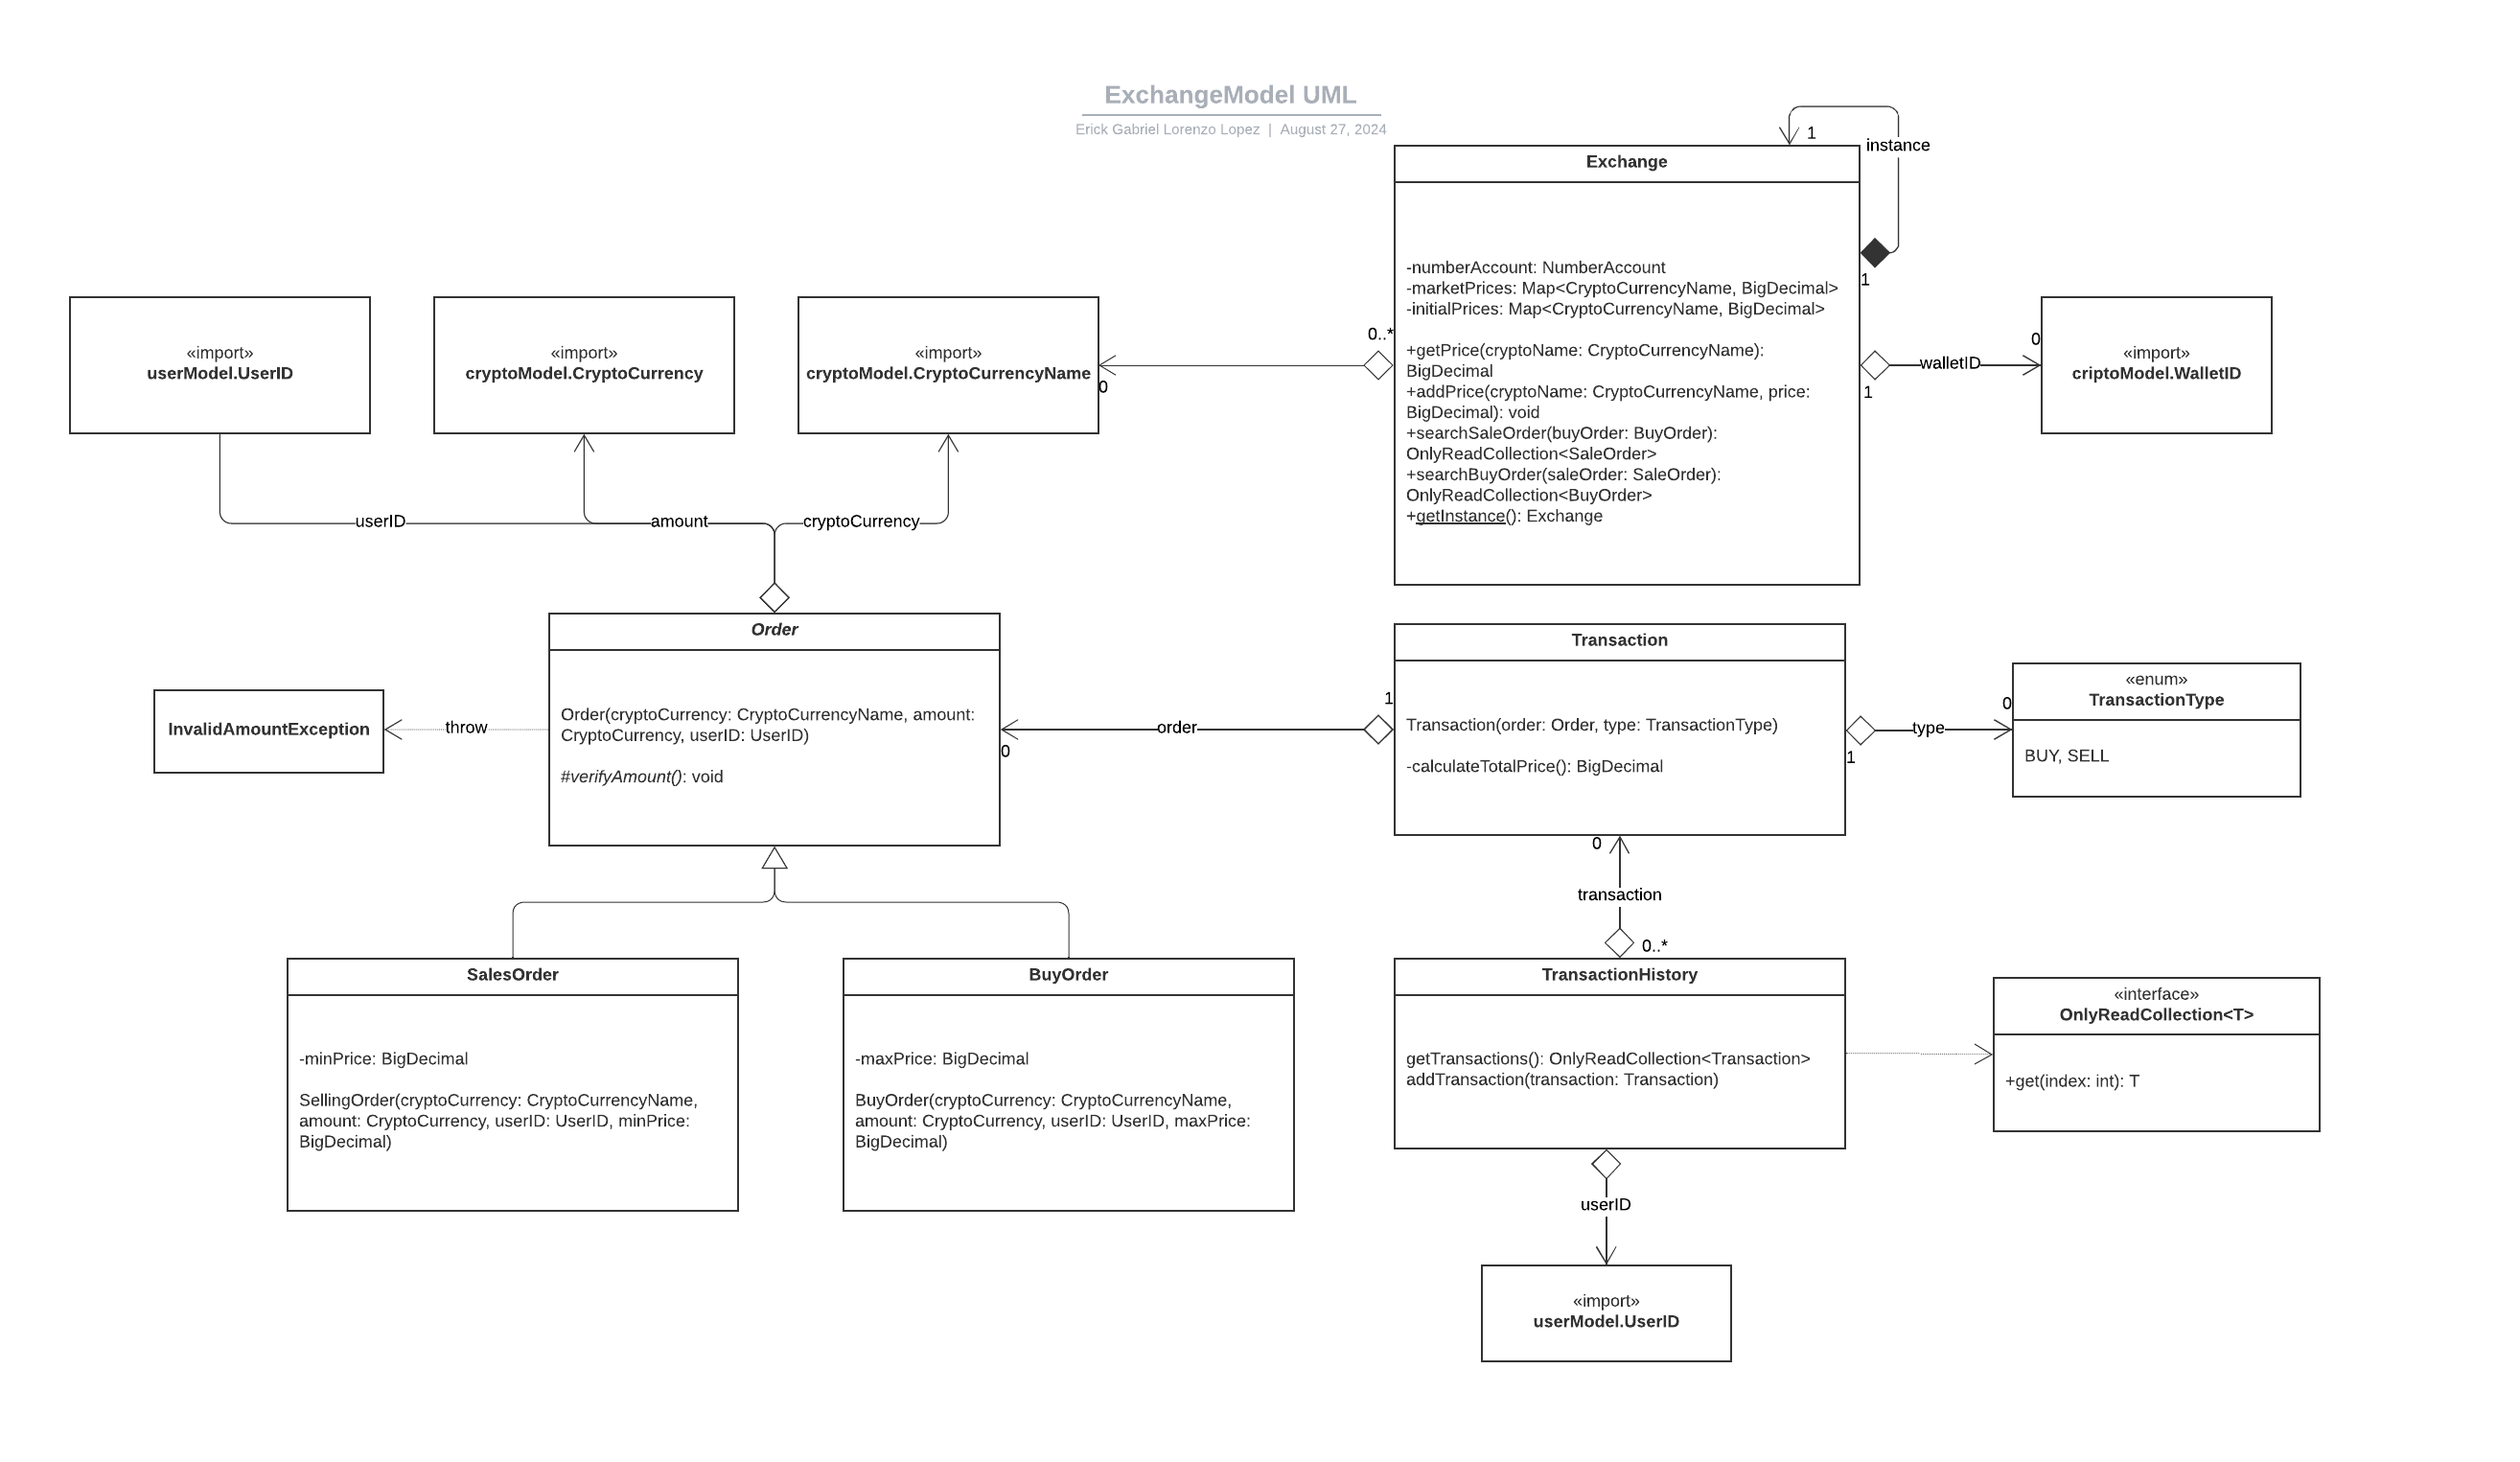 ExchangeModel UML
Erick Gabriel Lorenzo Lopez | August 27, 2024
1
instance
Exchange
-numberAccount: NumberAccount
-marketPrices: Map<CryptoCurrencyName, BigDecimal>
-initialPrices: Map<CryptoCurrencyName, BigDecimal>
+getPrice(cryptoName: CryptoCurrencyName):
BigDecimal
+addPrice(cryptoName: CryptoCurrencyName, price:
BigDecimal): void
+searchSaleOrder(buyOrder: BuyOrder):
OnlyReadCollection<SaleOrder>
+searchBuyOrder(saleOrder: SaleOrder):
OnlyReadCollection<BuyOrder>
+getInstance(): Exchange
1
0..*
0
1
walletID
0
«import»
userModel.UserID
«import»
cryptoModel.CryptoCurrency
«import»
cryptoModel.CryptoCurrencyName
«import»
criptoModel.WalletID
userID
amount
cryptoCurrency
Order
Order(cryptoCurrency: CryptoCurrencyName, amount:
CryptoCurrency, userID: UserID)
#verifyAmount(): void
InvalidAmountException
throw
0
order
1
Transaction
Transaction(order: Order, type: TransactionType)
-calculateTotalPrice(): BigDecimal
1
type
0
«enum»
TransactionType
BUY, SELL
0
transaction
0..*
SalesOrder
-minPrice: BigDecimal
SellingOrder(cryptoCurrency: CryptoCurrencyName,
amount: CryptoCurrency, userID: UserID, minPrice:
BigDecimal)
BuyOrder
-maxPrice: BigDecimal
BuyOrder(cryptoCurrency: CryptoCurrencyName,
amount: CryptoCurrency, userID: UserID, maxPrice:
BigDecimal)
TransactionHistory
getTransactions(): OnlyReadCollection<Transaction>
addTransaction(transaction: Transaction)
«interface»
OnlyReadCollection<T>
+get(index: int): T
userID
«import»
userModel.UserID